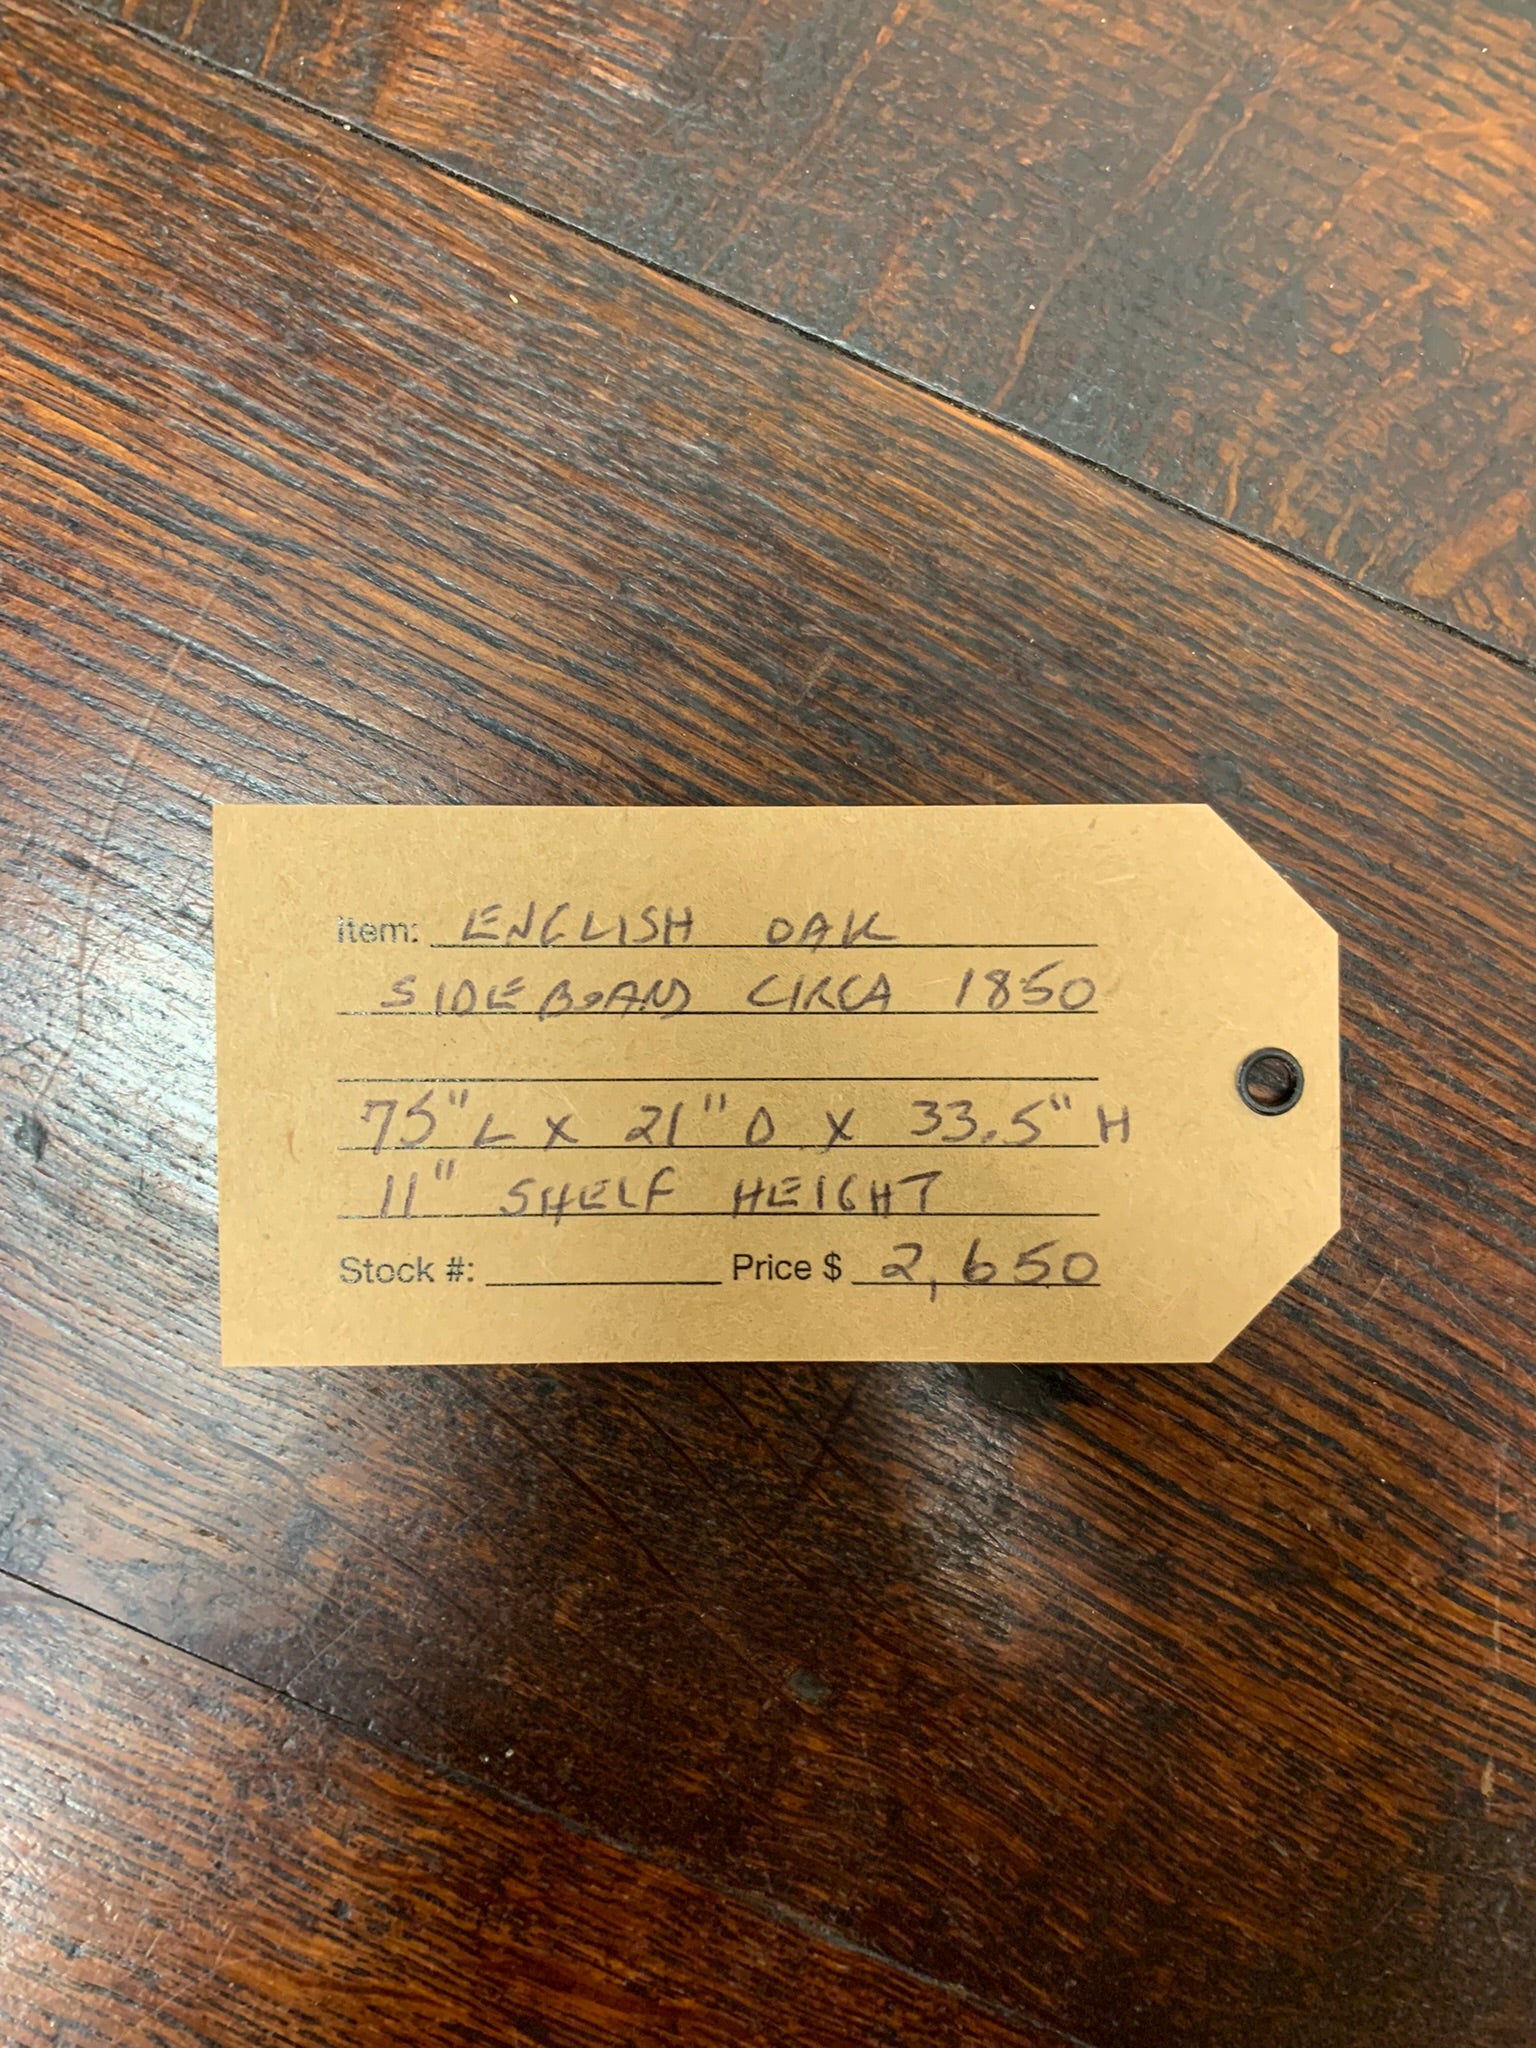 Item: ENGLISH OAK
SIDEBOARD CIRCA 1850
75" L x 21" D x 33.5" H
11" SHELF HEIGHT
Stock #: Price $ 2,650